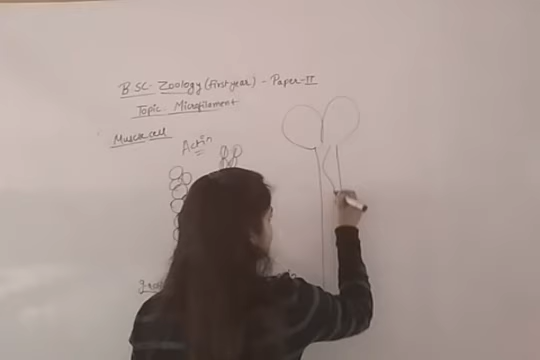 B.SC- Zoology (first year) - Paper-II
Topic Microfilament
Muscle cell
Actin